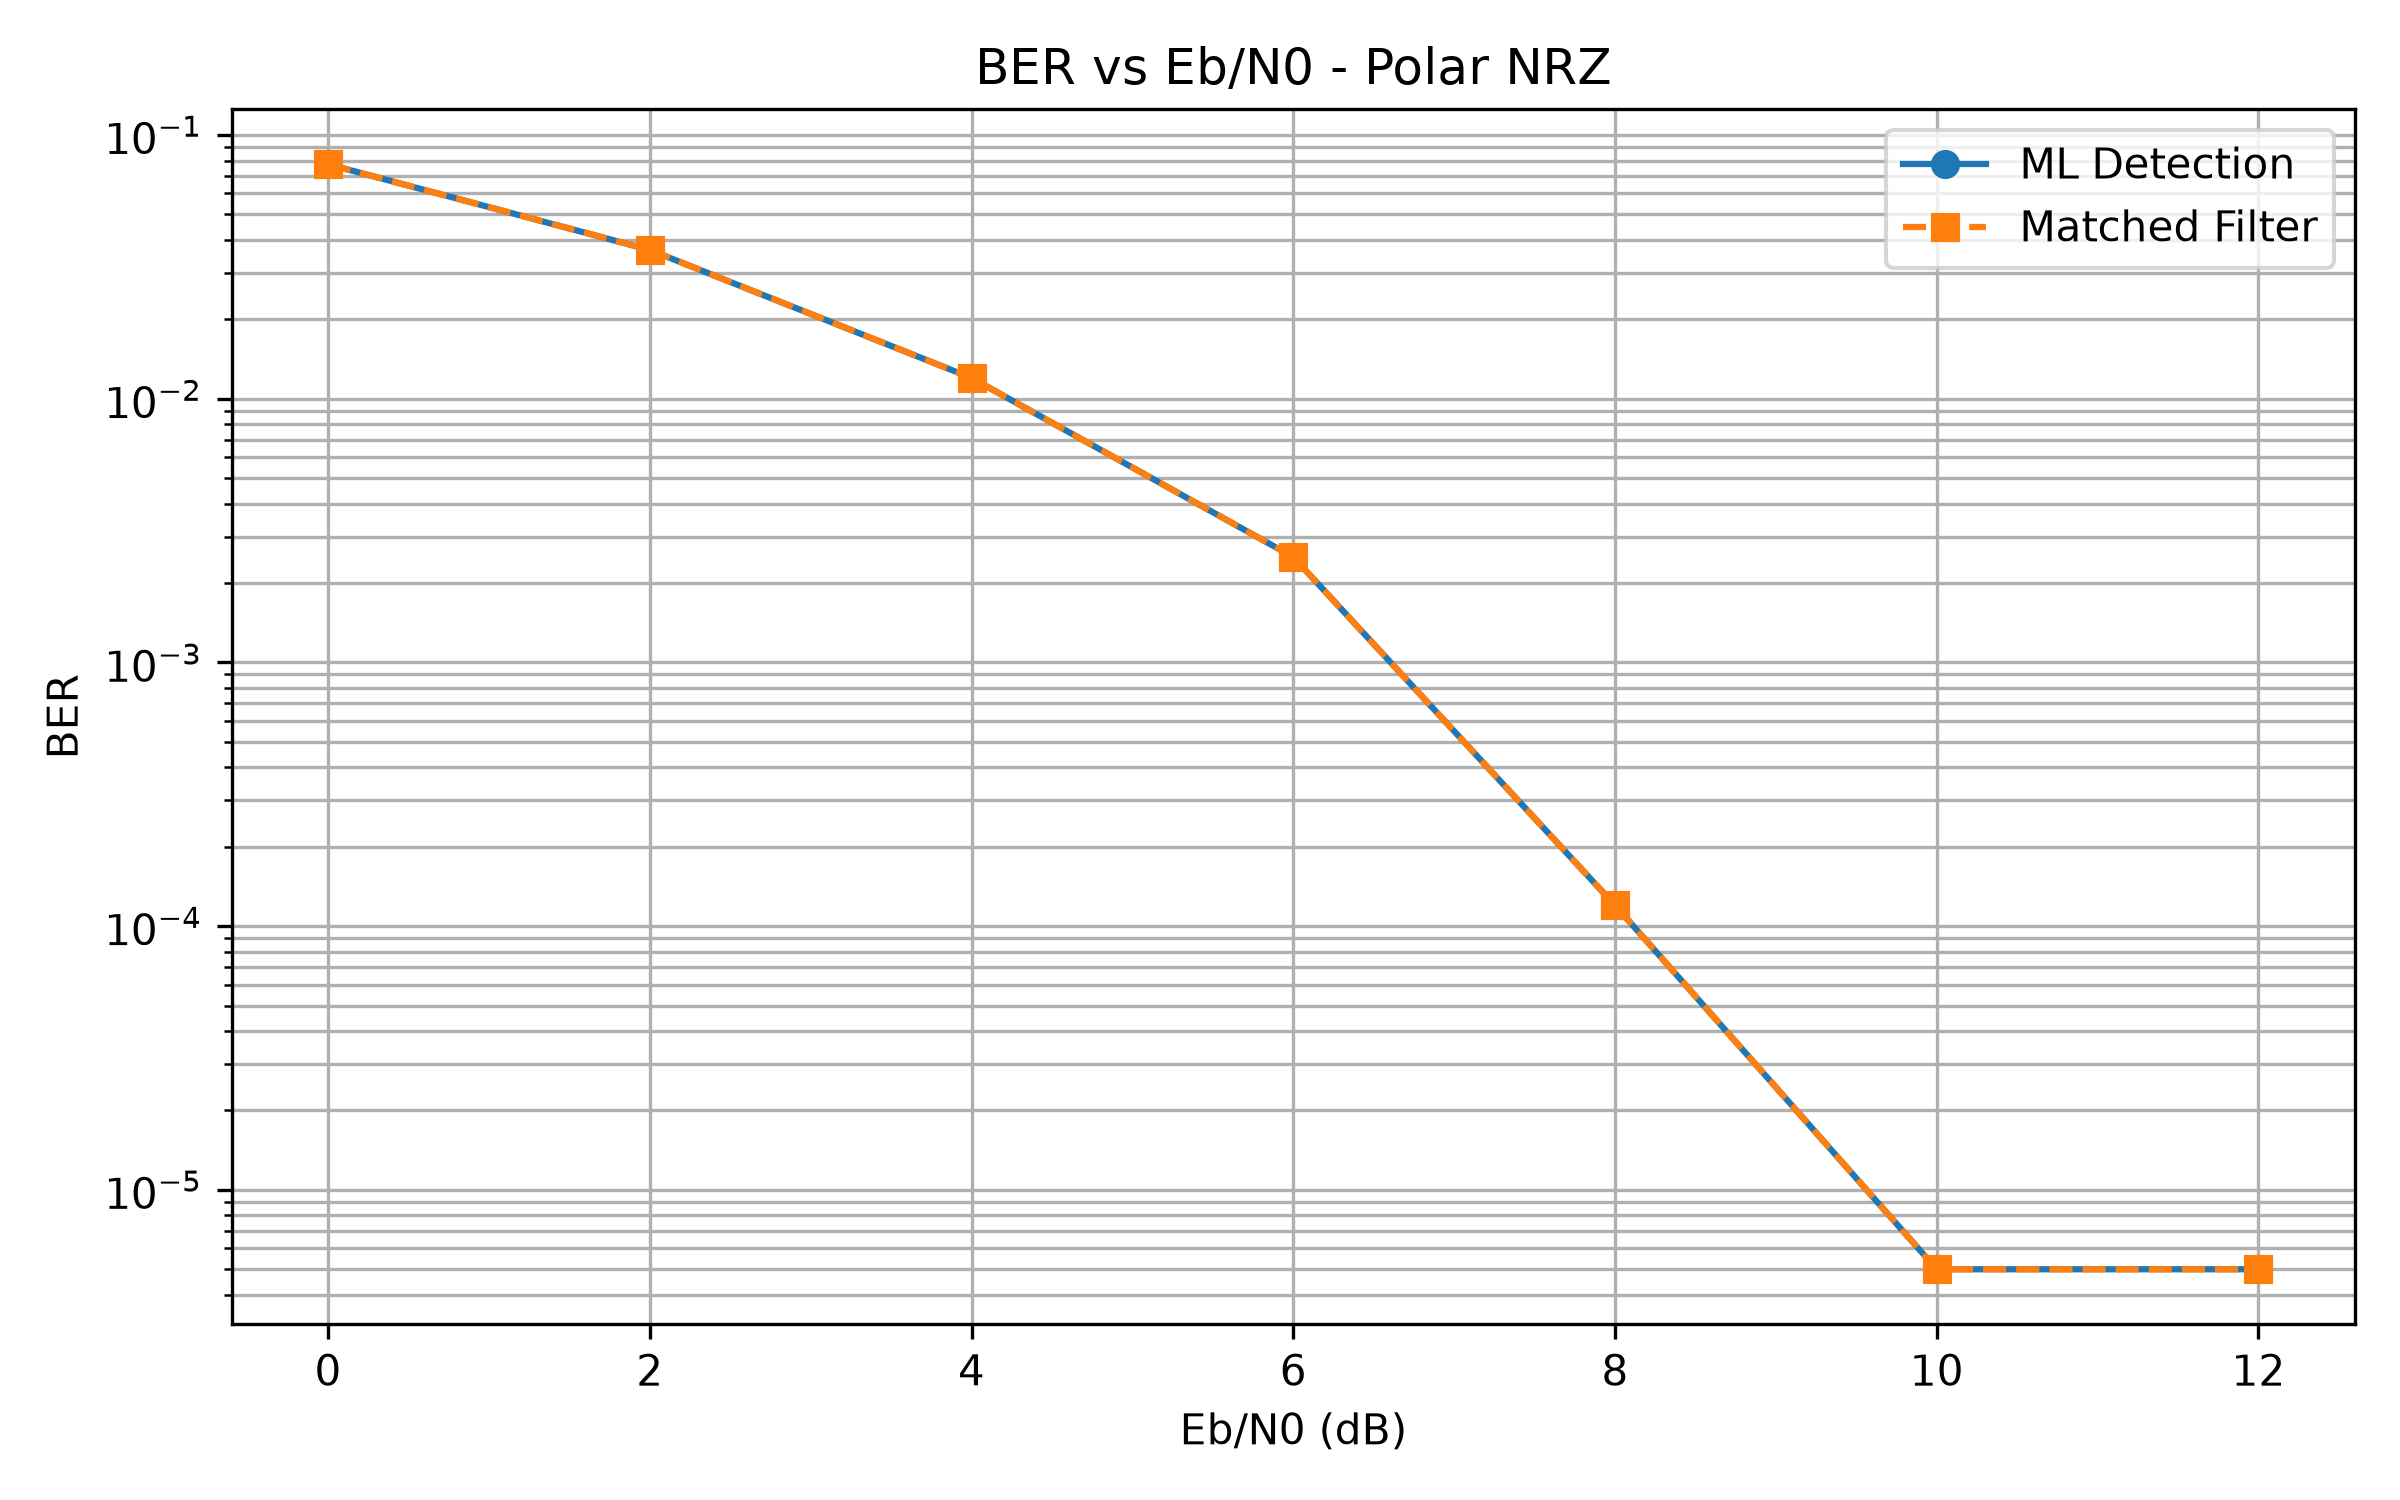 BER vs Eb/N0 - Polar NRZ
ML Detection
Matched Filter
10⁻¹
10⁻²
10⁻³
10⁻⁴
10⁻⁵
BER
0 2 4 6 8 10 12
Eb/N0 (dB)